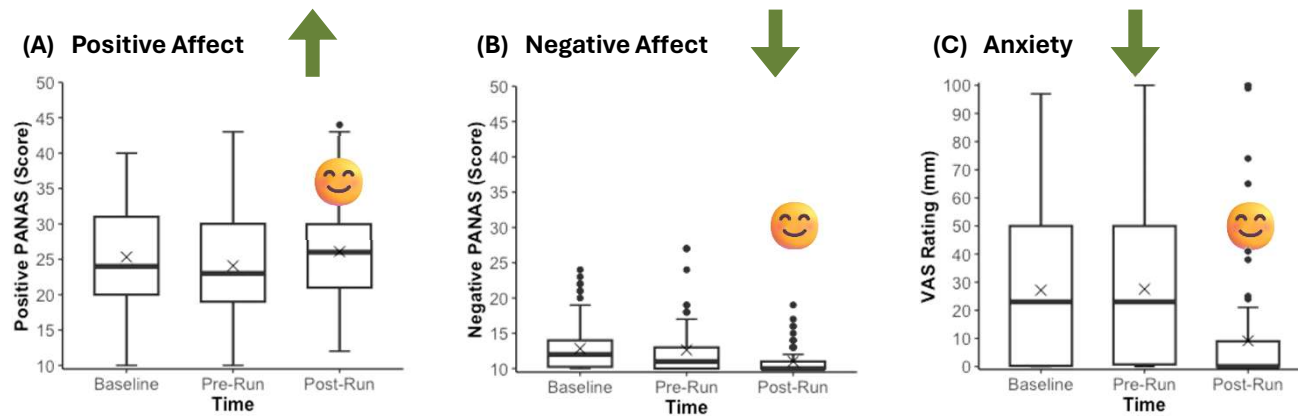 (A) Positive Affect
Positive PANAS (Score)
50
45
40
35
30
25
20
15
10
Baseline Pre-Run Post-Run
Time
(B) Negative Affect
Negative PANAS (Score)
50
45
40
35
30
25
20
15
10
Baseline Pre-Run Post-Run
Time
(C) Anxiety
VAS Rating (mm)
100
90
80
70
60
50
40
30
20
10
0
Baseline Pre-Run Post-Run
Time